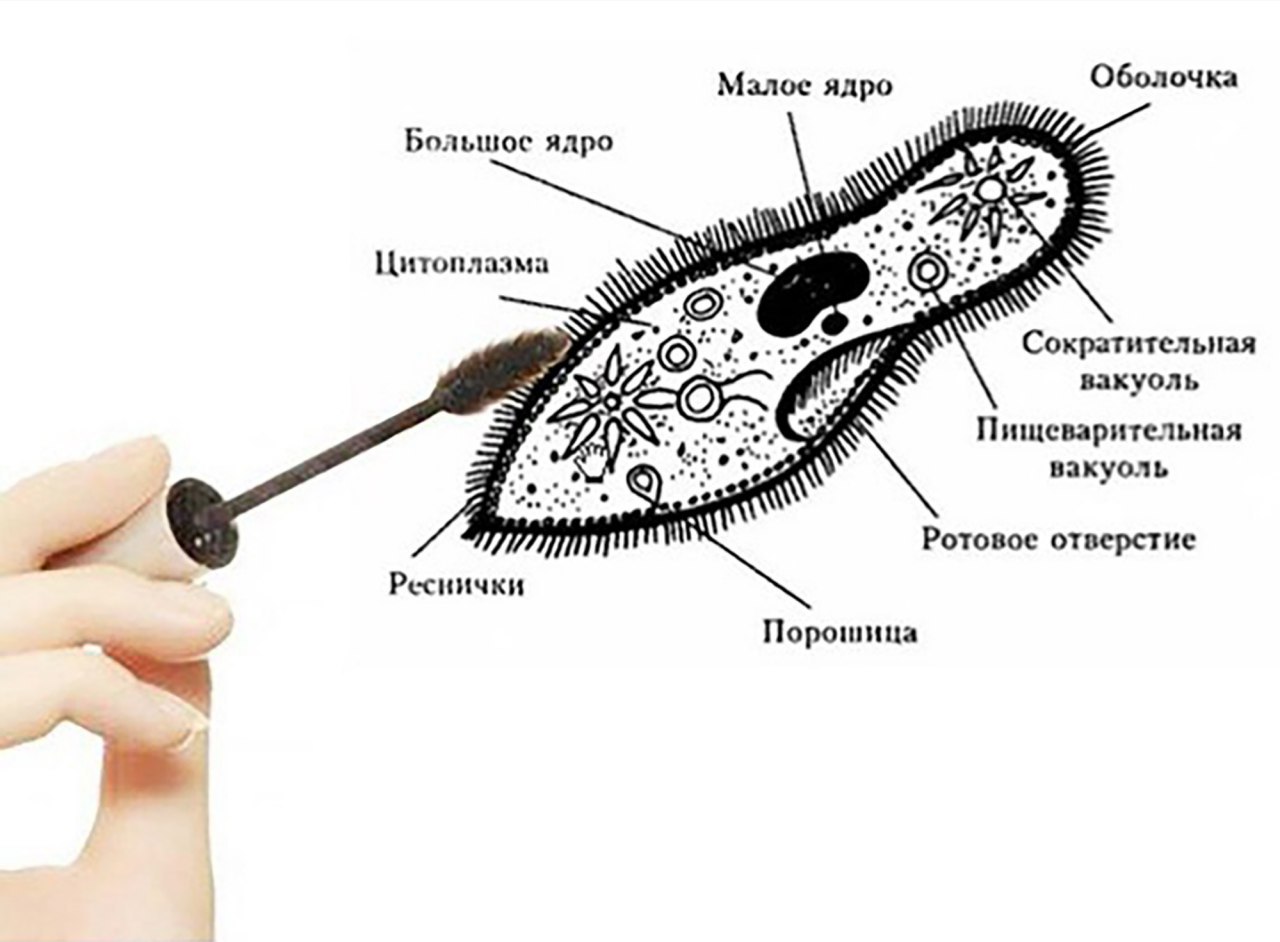 Малое ядро
Оболочка
Большое ядро
Цитоплазма
Сократительная
вакуоль
Пищеварительная
вакуоль
Ротовое отверстие
Реснички
Порошица